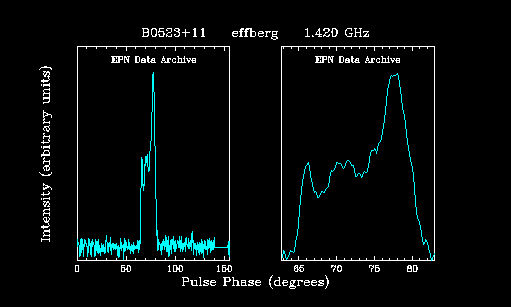 B0523+11 effberg 1.420 GHz
EPN Data Archive EPN Data Archive
Intensity (arbitrary units)
0 50 100 150 65 70 75 80
Pulse Phase (degrees)